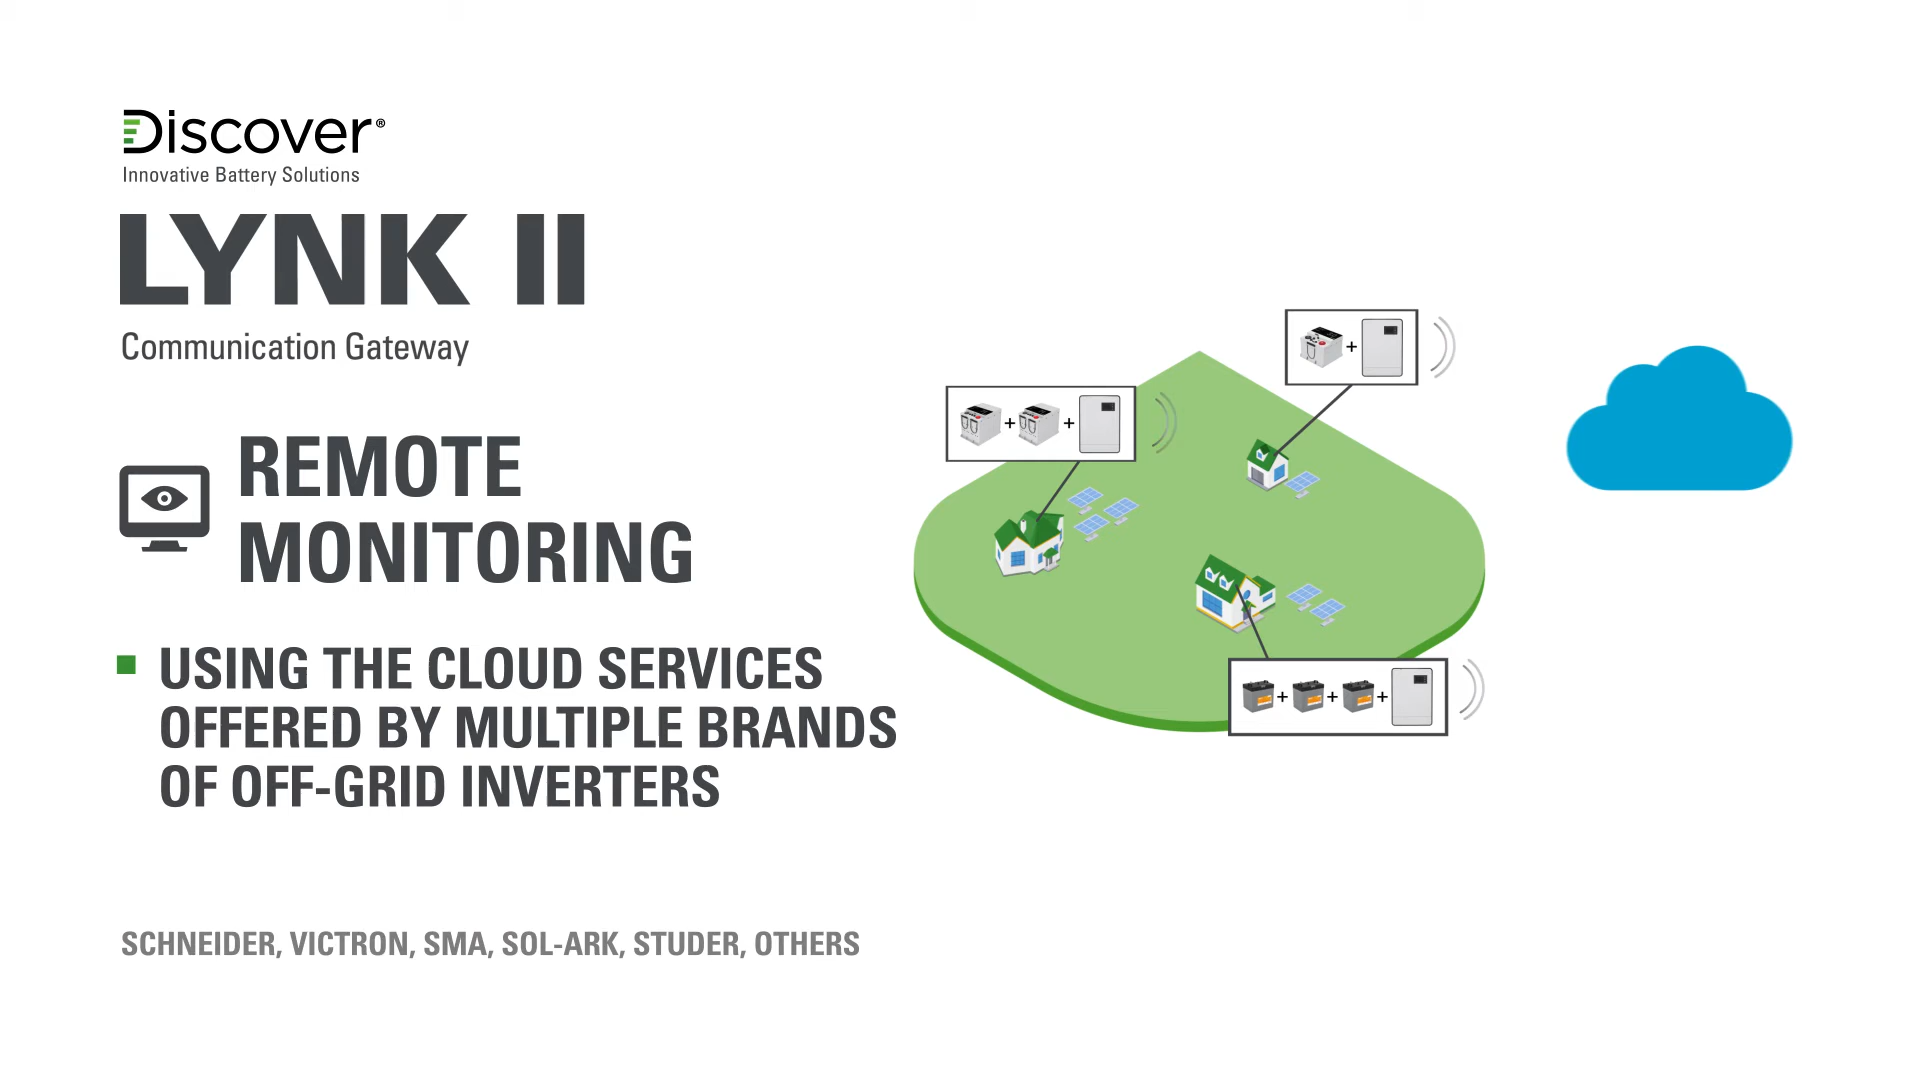 Discover®
Innovative Battery Solutions
LYNK II
Communication Gateway
REMOTE
MONITORING
USING THE CLOUD SERVICES
OFFERED BY MULTIPLE BRANDS
OF OFF-GRID INVERTERS
SCHNEIDER, VICTRON, SMA, SOL-ARK, STUDER, OTHERS
+
+ +
+ + +